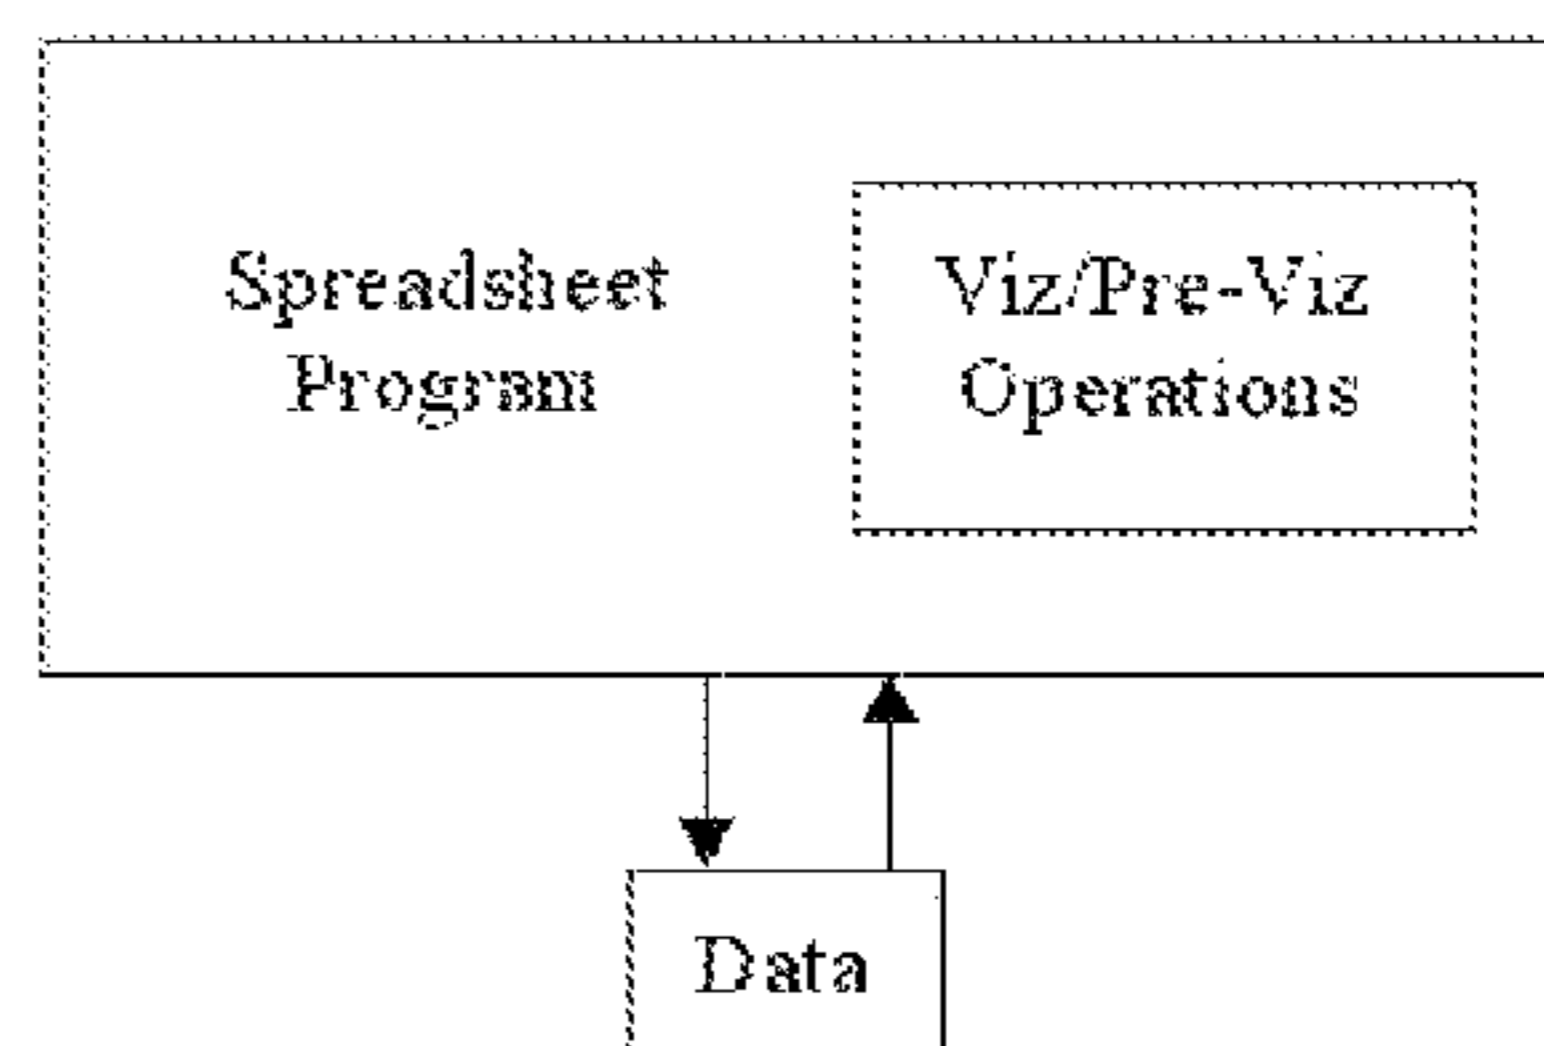 Spreadsheet
Program
Viz/Pre-Viz
Operations
Data